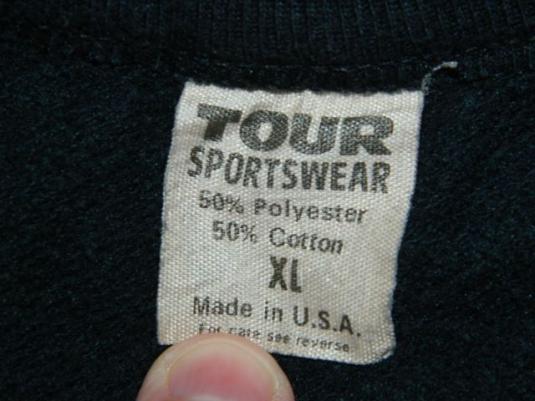 TOUR
SPORTSWEAR
50% Polyester
50% Cotton
XL
Made in U.S.A.
For care see reverse